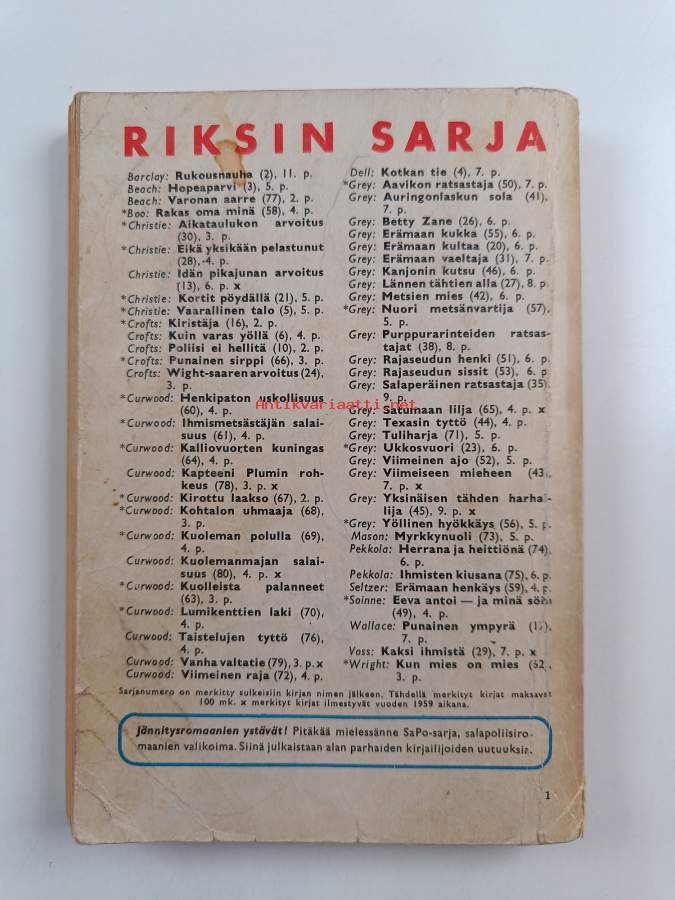 RIKSIN SARJA
Barclay: Rukousnauha (2), 11. p.
Beach: Hopeaparvi (3), 5. p.
Beach: Varonan aarre (77), 2. p.
*Boo: Rakas oma minä (58), 4. p.
*Christie: Aikataulukon arvoitus
(30), 3. p.
*Christie: Eikä yksikään pelastunut
(28), 4. p.
Christie: Idän pikajunan arvoitus
(13), 6. p. x
*Christie: Kortit pöydällä (21), 5. p.
*Christie: Vaarallinen talo (5), 5. p.
*Crofts: Kiristäja (16), 2. p.
Crofts: Kuin varas yöllä (6), 4. p.
Crofts: Poliisi ei hellitä (10), 2. p.
*Crofts: Punainen sirppi (66), 3. p.
Crofts: Wight-saaren arvoitus (24),
3. p.
*Curwood: Henkipaton uskollisuus
(60), 4. p.
*Curwood: Ihmismetsästäjän salai-
suus (61), 4. p.
*Curwood: Kalliovuorten kuningas
(64), 4. p.
Curwood: Kapteeni Plumin roh-
keus (78), 3. p. x
*Curwood: Kirottu laakso (67), 2. p.
*Curwood: Kohtalon uhmaaja (68),
3. p.
*Curwood: Kuoleman polulla (69),
4. p.
Curwood: Kuolemanmajan salai-
suus (80), 4. p. x
*Curwood: Kuolleista palanneet
(63), 3. p.
*Curwood: Lumikenttien laki (70),
4. p.
Curwood: Taistelujen tyttö (76),
4. p.
Curwood: Vanha valtatie (79), 3. p. x
Curwood: Viimeinen raja (72), 4. p.
Dell: Kotkan tie (4), 7. p.
*Grey: Aavikon ratsastaja (50), 7. p.
Grey: Auringonlaskun sola (41),
7. p.
Grey: Betty Zane (26), 6. p.
Grey: Erämaan kukka (55), 6. p.
Grey: Erämaan kultaa (20), 6. p.
Grey: Erämaan vaeltaja (31), 7. p.
Grey: Kanjonin kutsu (46), 6. p.
Grey: Lännen tähtien alla (27), 8. p.
Grey: Metsien mies (42), 6. p.
*Grey: Nuori metsänvartija (57),
5. p.
Grey: Purppurarinteiden ratsas-
tajat (38), 8. p.
Grey: Rajaseudun henki (51), 6. p.
Grey: Rajaseudun sissit (53), 6. p.
Grey: Salaperäinen ratsastaja (35)
9. p.
Grey: Satumaan lilja (65), 4. p. x
Grey: Texasin tyttö (44), 4. p.
Grey: Tuliharja (71), 5. p.
*Grey: Ukkosvuori (23), 6. p.
Grey: Viimeinen ajo (52), 5. p.
Grey: Viimeiseen mieheen (43,
7. p. x
Grey: Yksinäisen tähden harhai-
lija (45), 9. p. x
*Grey: Yöllinen hyökkäys (56), 5. p.
Mason: Myrkkynuoli (73), 5. p.
Pekkola: Herrana ja heittiönä (74),
6. p.
Pekkola: Ihmisten kiusana (75), 6. p.
Seltzer: Erämaan henkäys (59), 4. p.
*Soinne: Eeva antoi — ja minä söin
(49), 4. p.
Wallace: Punainen ympyrä
7. p.
Voss: Kaksi ihmistä (29), 7. p. x
*Wright: Kun mies on mies (62,
3. p.
Sarjanumero on merkitty sulkeisiin kirjan nimen jälkeen. Tähdellä merkityt kirjat maksavat
100 mk. x merkityt kirjat ilmestyvät vuoden 1959 aikana.
Jännitysromaanien ystävät! Pitäkää mielessänne SaPo-sarja, salapoliisiro-
maanien valikoima. Siinä julkaistaan alan parhaiden kirjailijoiden uutuuksia.
1
Antikvariaatti.net